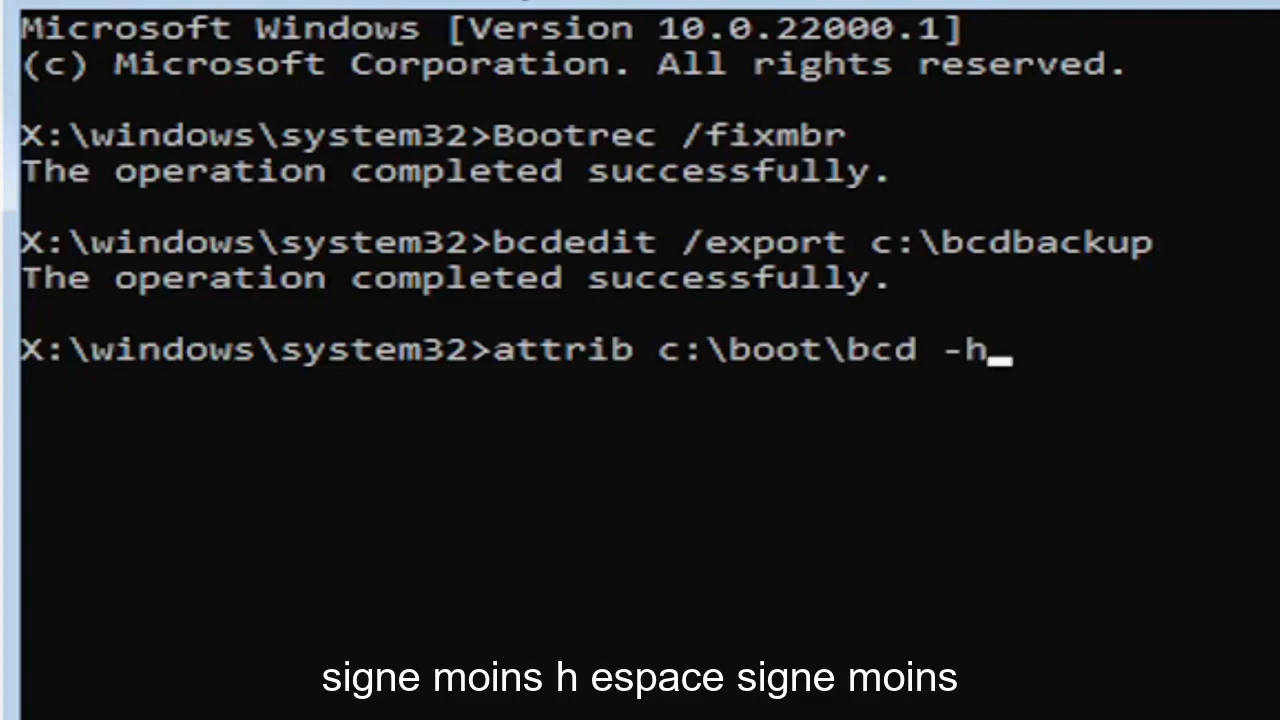 Microsoft Windows [Version 10.0.22000.1]
(c) Microsoft Corporation. All rights reserved.
X:\windows\system32>Bootrec /fixmbr
The operation completed successfully.
X:\windows\system32>bcdedit /export c:\bcdbackup
The operation completed successfully.
X:\windows\system32>attrib c:\boot\bcd -h
signe moins h espace signe moins